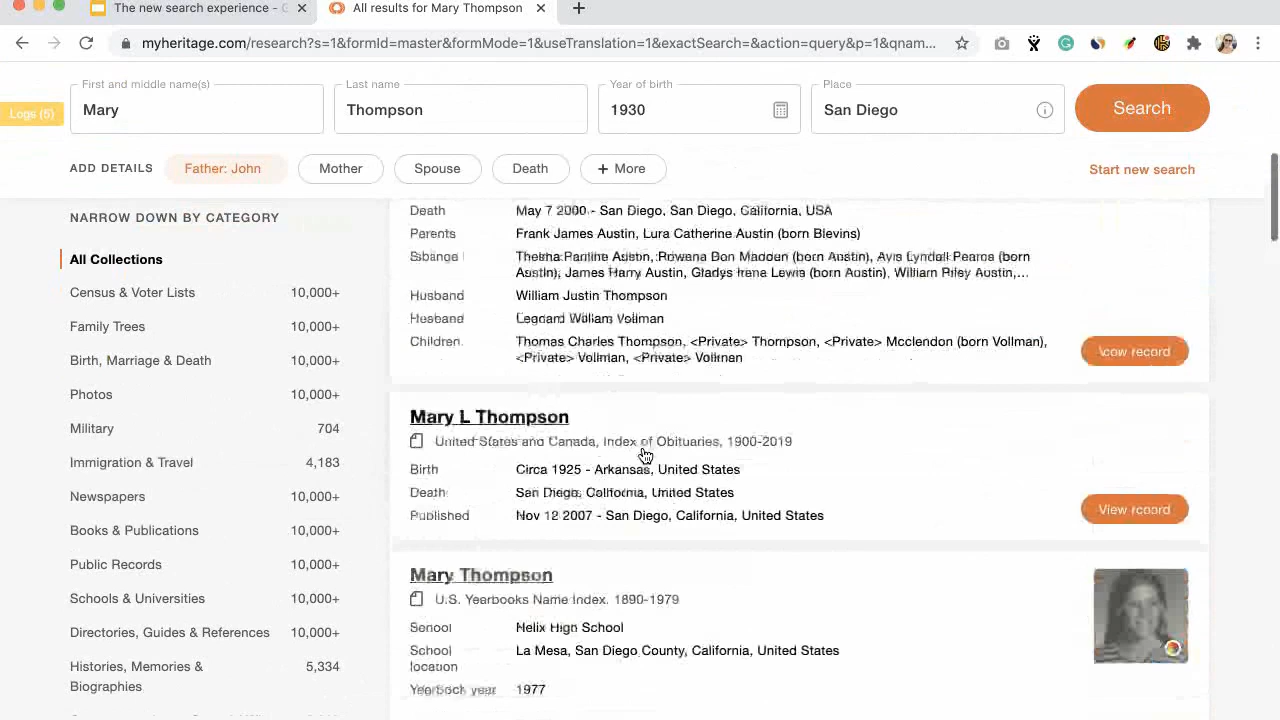 The new search experience - G
All results for Mary Thompson
myheritage.com/research?s=1&formId=master&formMode=1&useTranslation=1&exactSearch=&action=query&p=1&qnam...
Logs (5)
First and middle name(s)
Mary
Last name
Thompson
Year of birth
1930
Place
San Diego
Search
ADD DETAILS
Father: John
Mother
Spouse
Death
+ More
Start new search
NARROW DOWN BY CATEGORY
All Collections
Census & Voter Lists 10,000+
Family Trees 10,000+
Birth, Marriage & Death 10,000+
Photos 10,000+
Military 704
Immigration & Travel 4,183
Newspapers 10,000+
Books & Publications 10,000+
Public Records 10,000+
Schools & Universities 10,000+
Directories, Guides & References 10,000+
Histories, Memories & 5,334
Biographies
Death May 7 2000 - San Diego, San Diego, California, USA
Parents Frank James Austin, Lura Catherine Austin (born Blevins)
Thelma Pauline Austin, Rowena Don Madden (born Austin), Pearce (born
Austin), James Harry Austin, Gladys Lewis (born Austin), William Riley Austin,...
Husband William Justin Thompson
Husband William Vollman
Children Thomas Charles Thompson, <Private> Thompson, <Private> Mcclendon (born Vollman),
<Private> Vollman, <Private> Vollman
record
Mary L Thompson
United States and Canada, Index of Obituaries, 1900-2019
Birth Circa 1925 - Arkansas, United States
Death San Diego, California, United States
Published Nov 12 2007 - San Diego, California, United States
View record
Mary Thompson
U.S. Yearbooks Name Index, 1890-1979
School Helix High School
School La Mesa, San Diego County, California, United States
location
Yearbook year 1977